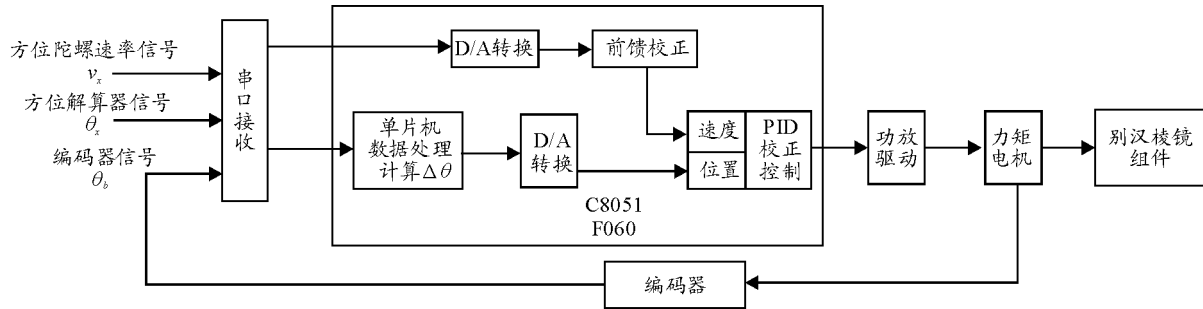 方位陀螺速率信号
vx
方位解算器信号
θx
编码器信号
θb
串口接收
D/A转换
前馈校正
单片机
数据处理
计算Δθ
D/A
转换
速度
位置
PID
校正
控制
C8051
F060
功放
驱动
力矩
电机
别汉棱镜
组件
编码器